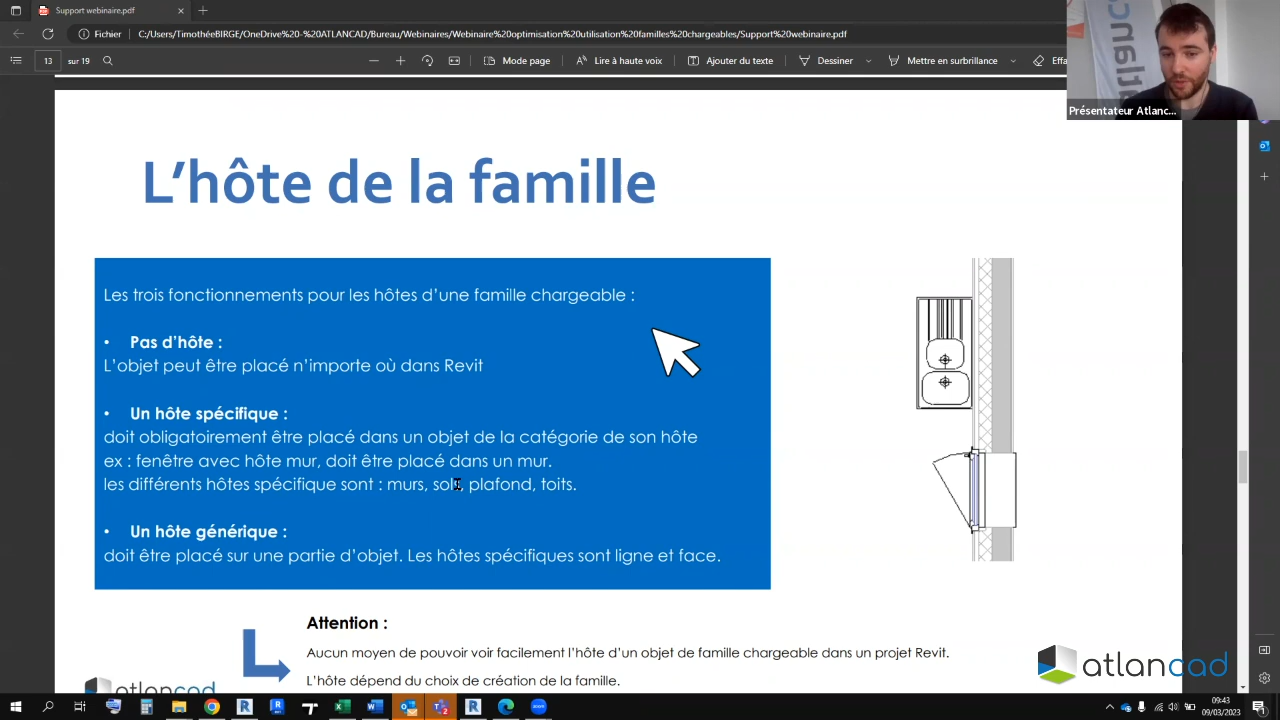 Support webinaire.pdf
Fichier
C:/Users/TimothéeBIRGE/OneDrive%20-%20ATLANCAD/Bureau/Webinaires/Webinaire%20optimisation%20utilisation%20familles%20chargeables/Support%20webinaire.pdf
13 sur 19
Mode page
Lire à haute voix
Ajouter du texte
Dessiner
Mettre en surbrillance
Effa
Présentateur Atlanc...
L'hôte de la famille
Les trois fonctionnements pour les hôtes d'une famille chargeable :
• Pas d'hôte :
L'objet peut être placé n'importe où dans Revit
• Un hôte spécifique :
doit obligatoirement être placé dans un objet de la catégorie de son hôte
ex : fenêtre avec hôte mur, doit être placé dans un mur.
les différents hôtes spécifique sont : murs, sols, plafond, toits.
• Un hôte générique :
doit être placé sur une partie d'objet. Les hôtes spécifiques sont ligne et face.
Attention :
Aucun moyen de pouvoir voir facilement l'hôte d'un objet de famille chargeable dans un projet Revit.
L'hôte dépend du choix de création de la famille.
atlancad
atlancad
09:43
09/03/2023